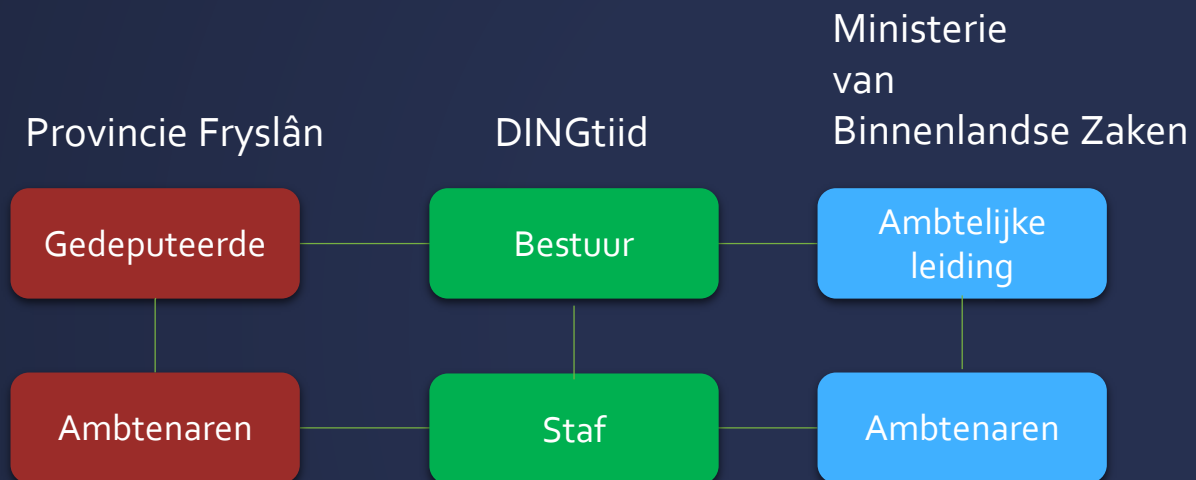 Ministerie
van
Binnenlandse Zaken
Provincie Fryslân
DINGtiid
Gedeputeerde
Bestuur
Ambtelijke
leiding
Ambtenaren
Staf
Ambtenaren